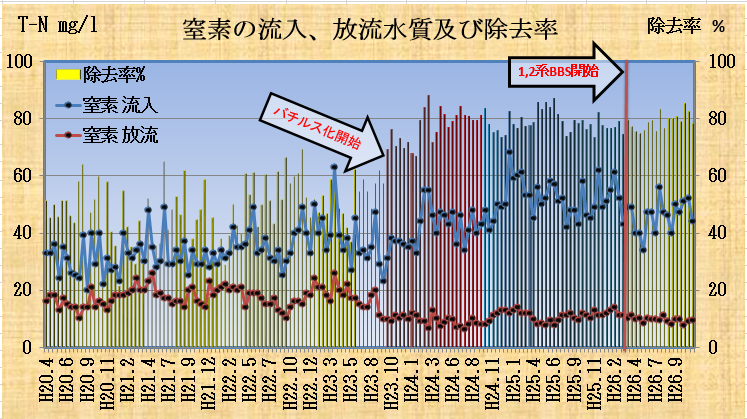 T-N mg/l
窒素の流入、放流水質及び除去率
除去率 %
100
80
60
40
20
0
100
80
60
40
20
0
除去率%
窒素 流入
窒素 放流
バチルス化開始
1,2系BBS開始
H20.4
H20.6
H20.9
H20.11
H21.2
H21.4
H21.7
H21.9
H21.12
H22.2
H22.5
H22.7
H22.10
H22.12
H23.3
H23.5
H23.8
H23.10
H24.1
H24.3
H24.6
H24.8
H24.11
H25.1
H25.4
H25.6
H25.9
H25.11
H26.2
H26.4
H26.7
H26.9